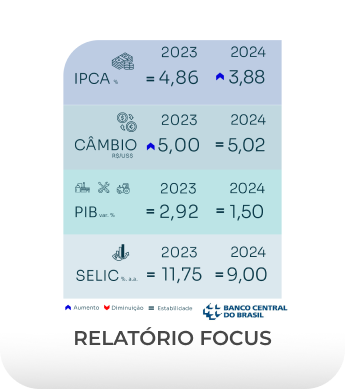 2023 2024
IPCA % = 4,86 3,88
2023 2024
CÂMBIO 5,00 = 5,02
R$/US$
2023 2024
PIB var. % = 2,92 = 1,50
2023 2024
SELIC %. a.a. = 11,75 = 9,00
Aumento Diminuição = Estabilidade BANCO CENTRAL
DO BRASIL
RELATÓRIO FOCUS